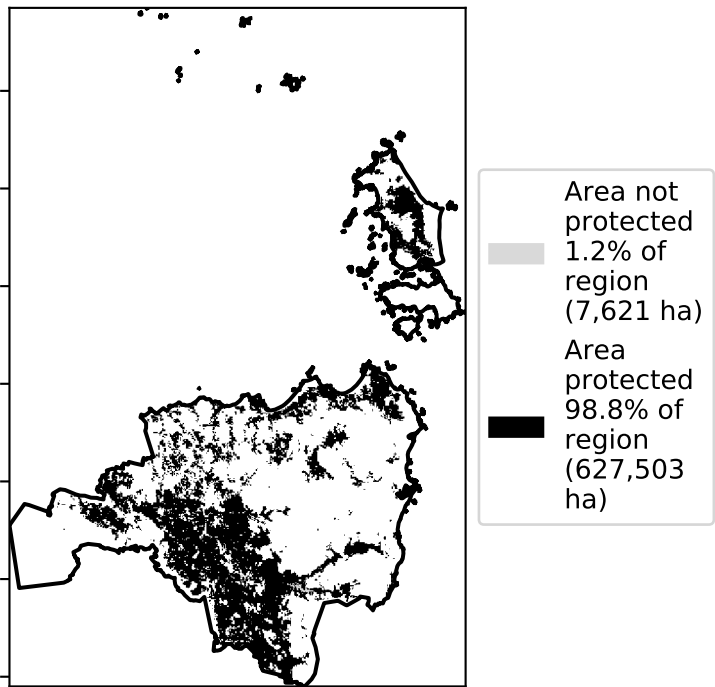 Area not
protected
1.2% of
region
(7,621 ha)
Area
protected
98.8% of
region
(627,503
ha)